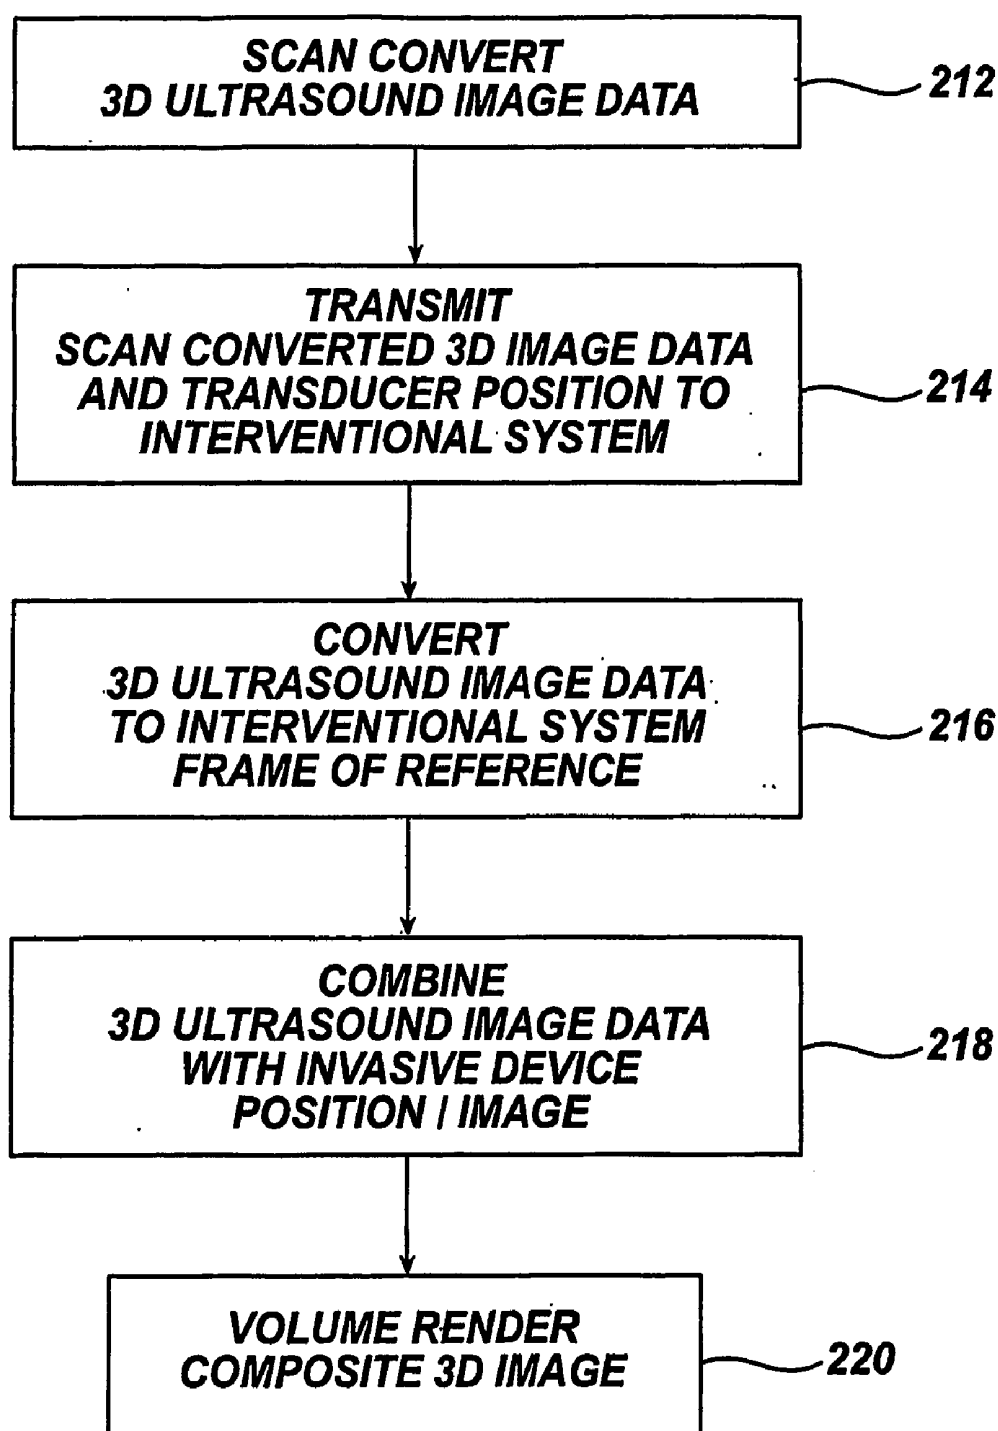 SCAN CONVERT
3D ULTRASOUND IMAGE DATA
212
TRANSMIT
SCAN CONVERTED 3D IMAGE DATA
AND TRANSDUCER POSITION TO
INTERVENTIONAL SYSTEM
214
CONVERT
3D ULTRASOUND IMAGE DATA
TO INTERVENTIONAL SYSTEM
FRAME OF REFERENCE
216
COMBINE
3D ULTRASOUND IMAGE DATA
WITH INVASIVE DEVICE
POSITION / IMAGE
218
VOLUME RENDER
COMPOSITE 3D IMAGE
220